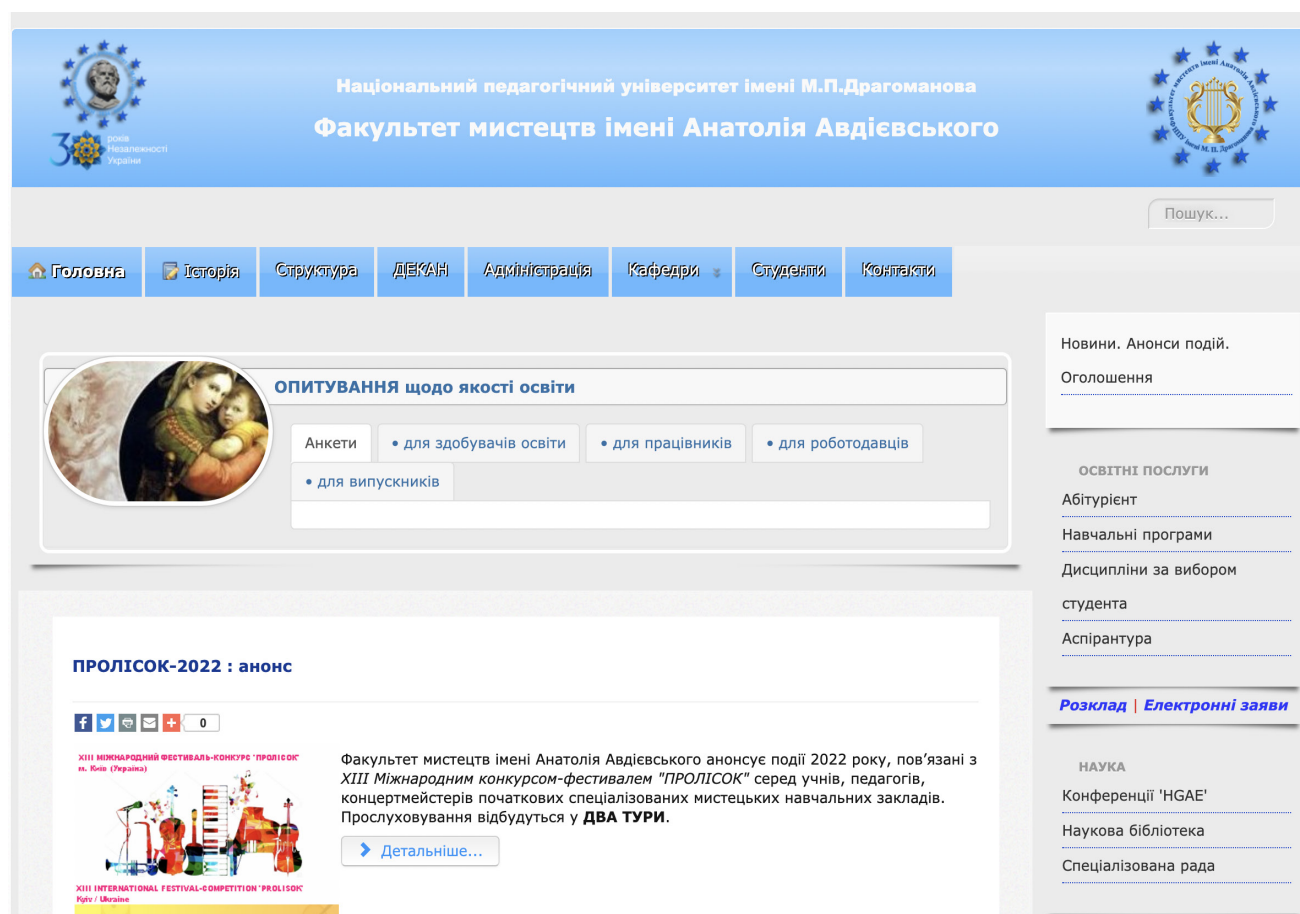 Національний педагогічний університет імені М.П.Драгоманова
Факультет мистецтв імені Анатолія Авдієвського
30 років
Незалежності
України
Пошук...
Головна
Історія
Структура
ДЕКАН
Адміністрація
Кафедри
Студенти
Контакти
ОПИТУВАННЯ щодо якості освіти
Анкети
• для здобувачів освіти
• для працівників
• для роботодавців
• для випускників
ПРОЛІСОК-2022 : анонс
0
XIII МІЖНАРОДНИЙ ФЕСТИВАЛЬ-КОНКУРС "ПРОЛІСОК"
м. Київ (Україна)
XIII INTERNATIONAL FESTIVAL-COMPETITION "PROLISOK"
Kyiv / Ukraine
Факультет мистецтв імені Анатолія Авдієвського анонсує події 2022 року, пов’язані з
XIII Міжнародним конкурсом-фестивалем "ПРОЛІСОК" серед учнів, педагогів,
концертмейстерів початкових спеціалізованих мистецьких навчальних закладів.
Прослуховування відбудуться у ДВА ТУРИ.
Детальніше...
Новини. Анонси подій.
Оголошення
ОСВІТНІ ПОСЛУГИ
Абітурієнт
Навчальні програми
Дисципліни за вибором
студента
Аспірантура
Розклад | Електронні заяви
НАУКА
Конференції 'HGAE'
Наукова бібліотека
Спеціалізована рада